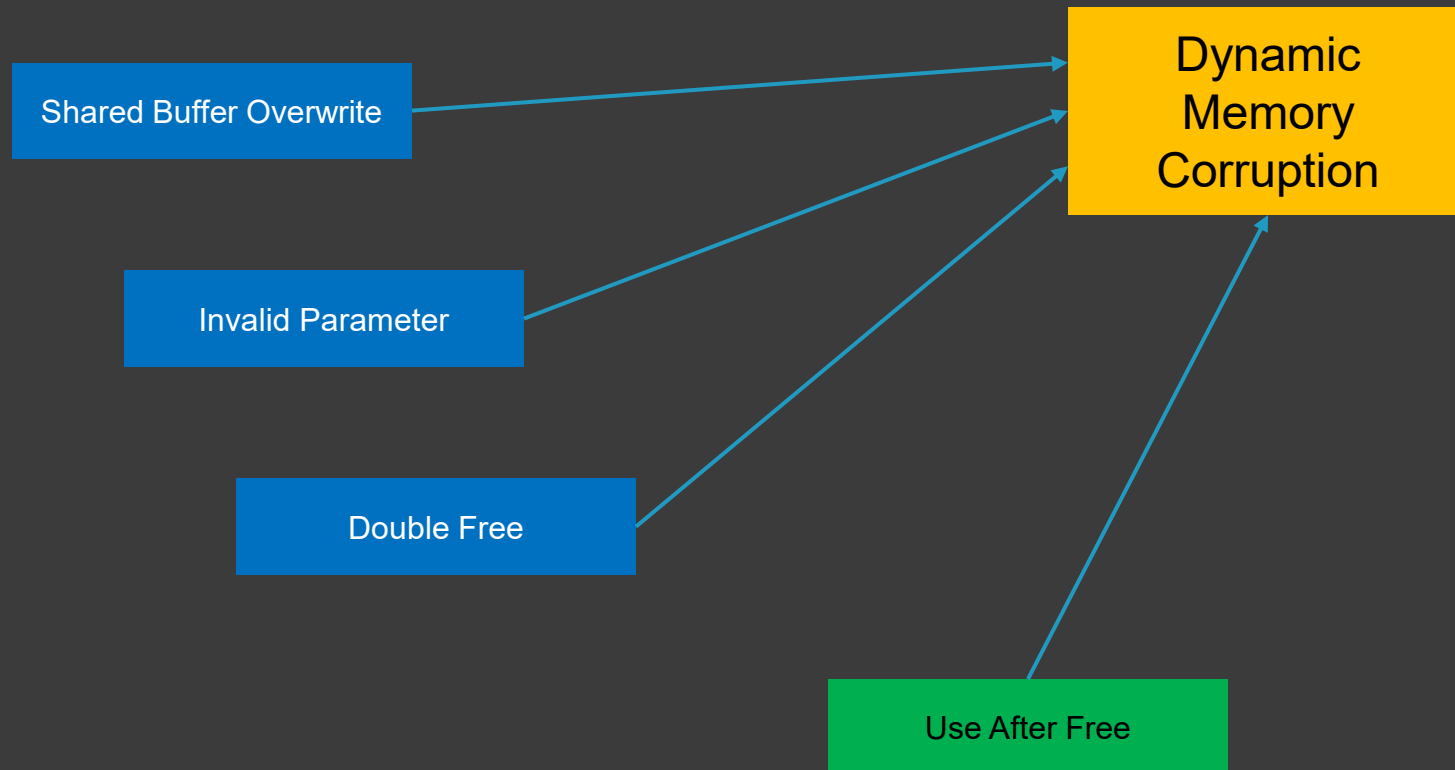 Dynamic
Memory
Corruption
Shared Buffer Overwrite
Invalid Parameter
Double Free
Use After Free